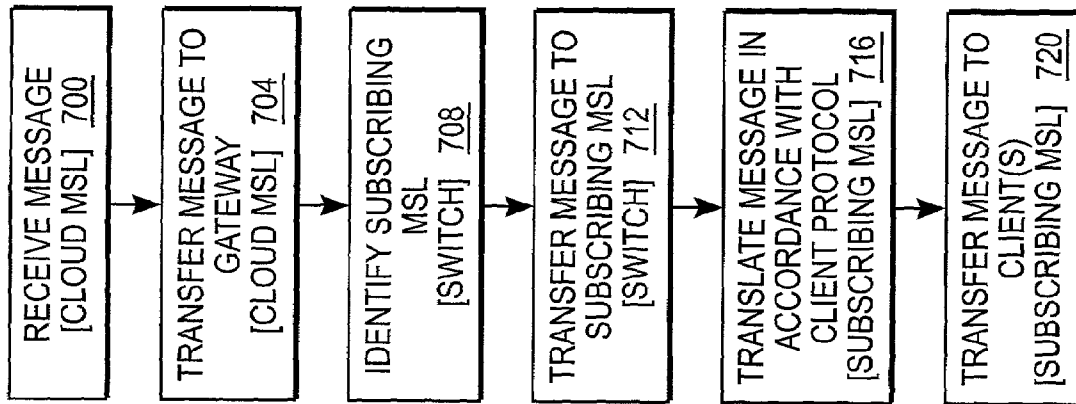 RECEIVE MESSAGE
[CLOUD MSL] 700
TRANSFER MESSAGE TO
GATEWAY
[CLOUD MSL] 704
IDENTIFY SUBSCRIBING
MSL
[SWITCH] 708
TRANSFER MESSAGE TO
SUBSCRIBING MSL
[SWITCH] 712
TRANSLATE MESSAGE IN
ACCORDANCE WITH
CLIENT PROTOCOL
[SUBSCRIBING MSL] 716
TRANSFER MESSAGE TO
CLIENT(S)
[SUBSCRIBING MSL] 720